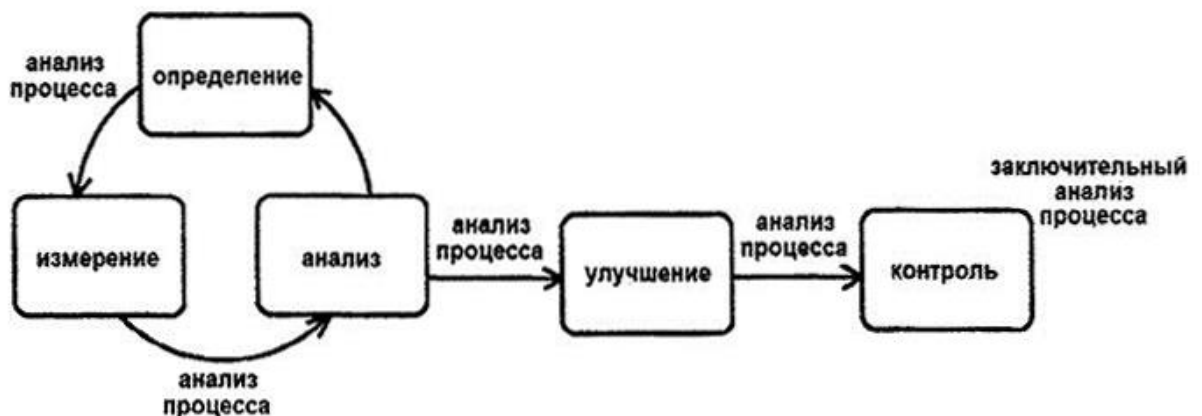 анализ
процесса
определение
измерение
анализ
анализ
процесса
анализ
процесса
улучшение
анализ
процесса
контроль
заключительный
анализ
процесса